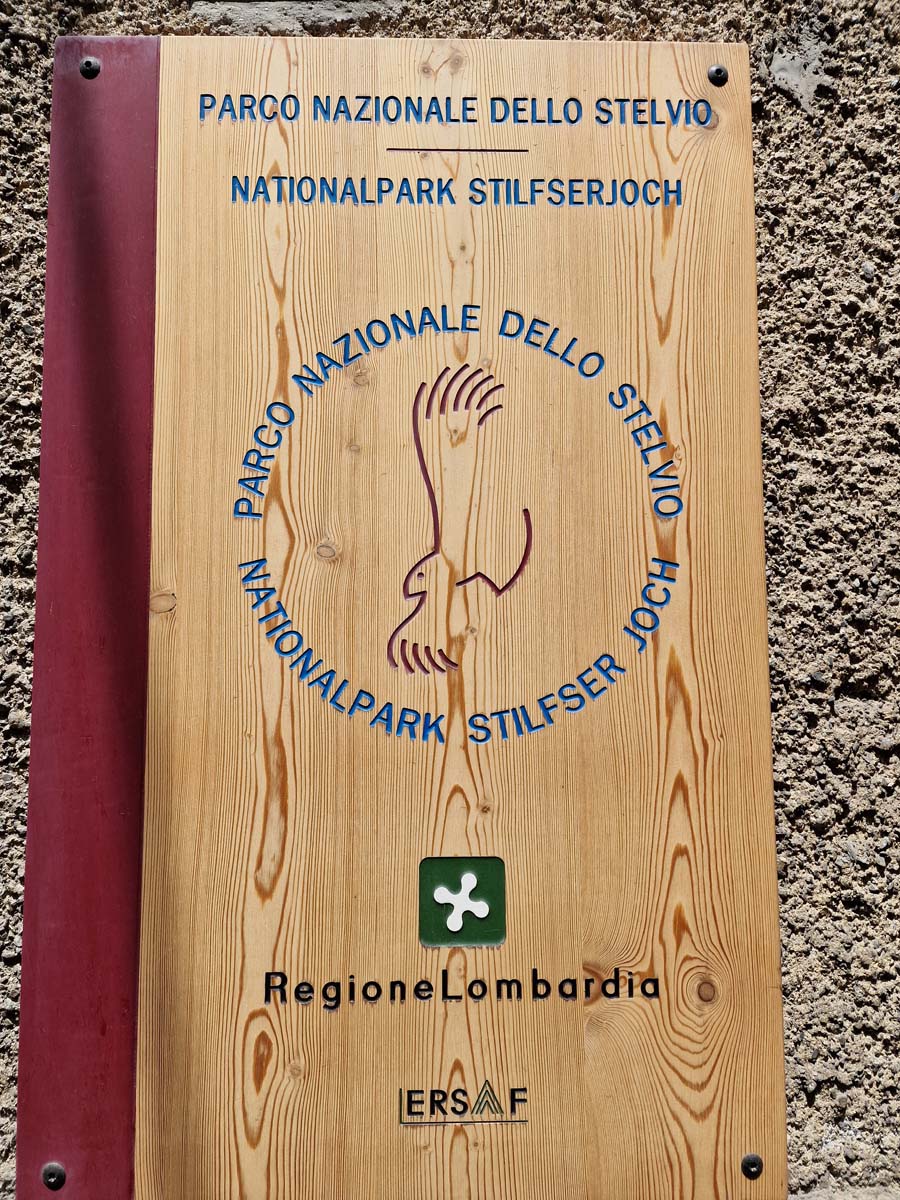 PARCO NAZIONALE DELLO STELVIO
NATIONALPARK STILFSERJOCH
PARCO NAZIONALE DELLO STELVIO
NATIONALPARK STILFSER JOCH
RegioneLombardia
ERSAF